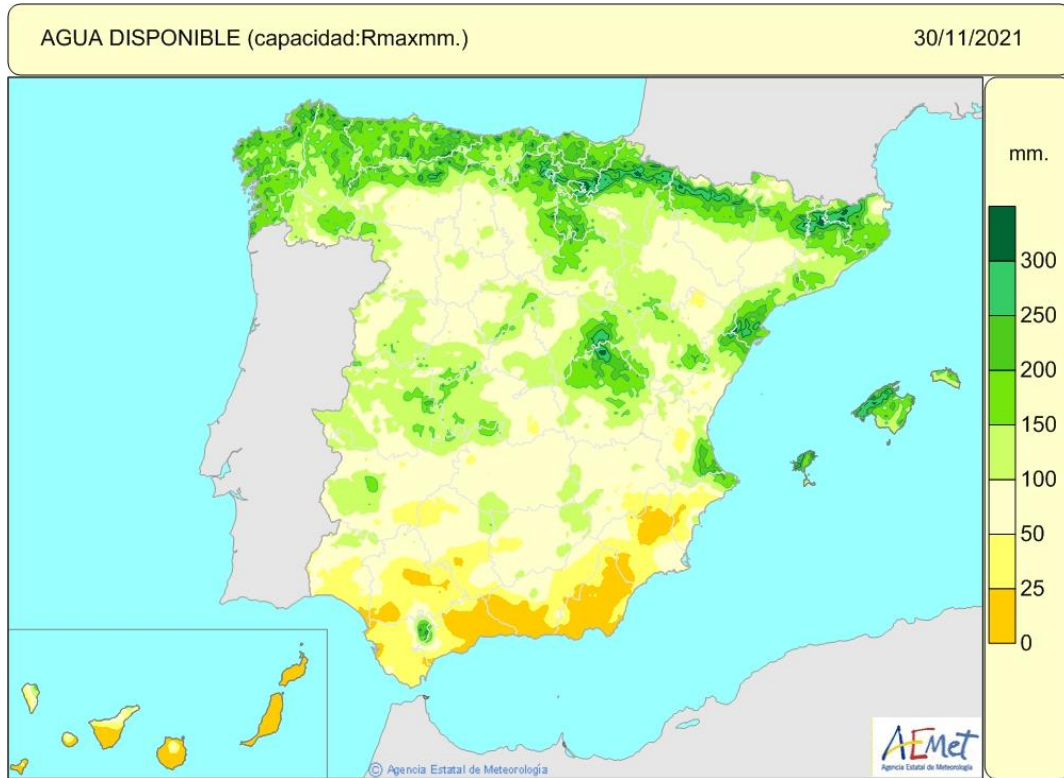 AGUA DISPONIBLE (capacidad:Rmaxmm.) 30/11/2021
mm.
300
250
200
150
100
50
25
0
© Agencia Estatal de Meteorología
AEMet
Agencia Estatal de Meteorología